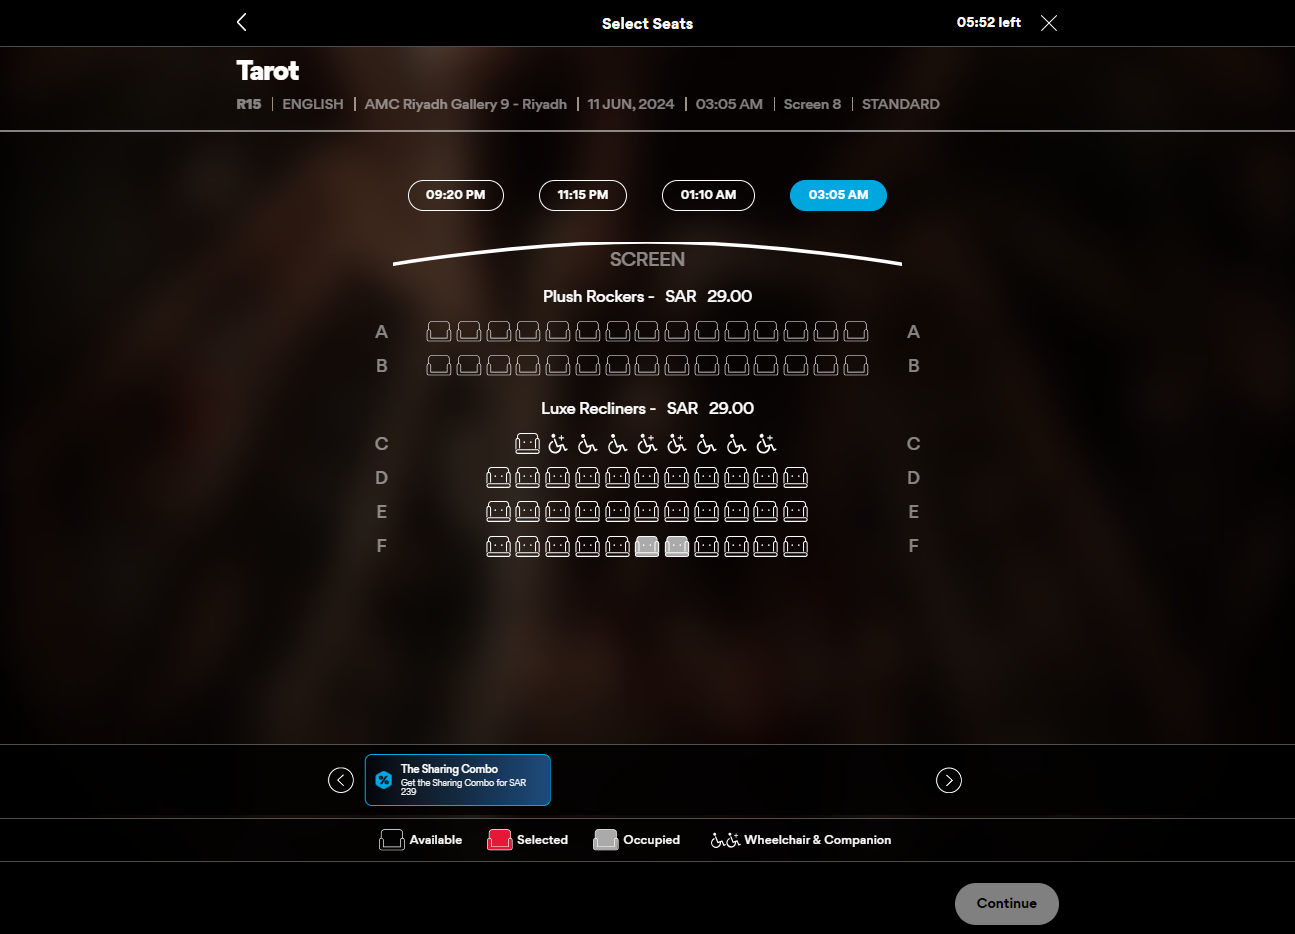 Select Seats
05:52 left
Tarot
R15 | ENGLISH | AMC Riyadh Gallery 9 - Riyadh | 11 JUN, 2024 | 03:05 AM | Screen 8 | STANDARD
09:20 PM 11:15 PM 01:10 AM 03:05 AM
SCREEN
Plush Rockers - SAR 29.00
A A
B B
Luxe Recliners - SAR 29.00
C C
D D
E E
F F
The Sharing Combo
Get the Sharing Combo for SAR
239
Available Selected Occupied Wheelchair & Companion
Continue